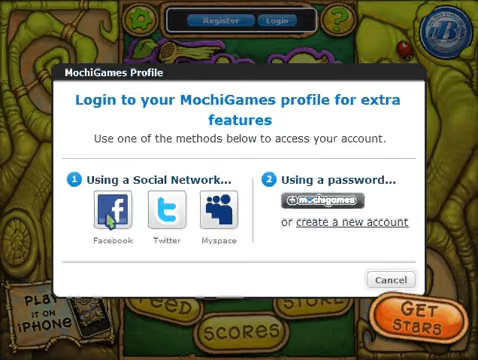 Register
Login
?
MochiGames Profile
Login to your MochiGames profile for extra
features
Use one of the methods below to access your account.
1 Using a Social Network...
2 Using a password...
f
t
mochigames
Facebook
Twitter
Myspace
or create a new account
Cancel
PLAY
IT ON
iPHONE
FEED
STORE
SCORES
GET
STARS